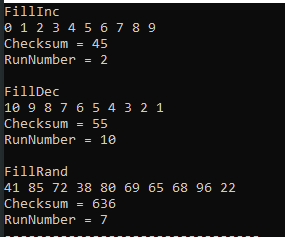 FillInc
0 1 2 3 4 5 6 7 8 9
Checksum = 45
RunNumber = 2
FillDec
10 9 8 7 6 5 4 3 2 1
Checksum = 55
RunNumber = 10
FillRand
41 85 72 38 80 69 65 68 96 22
Checksum = 636
RunNumber = 7
--------------------------------